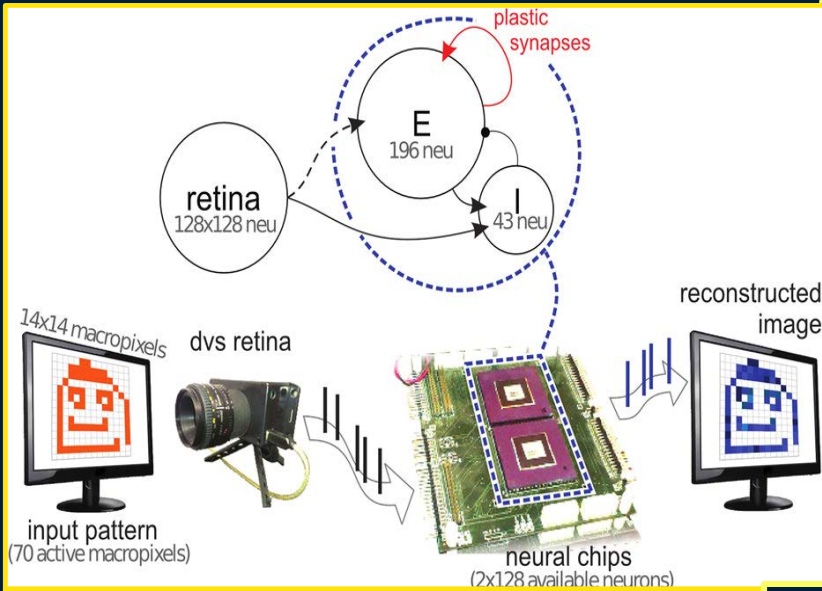 plastic
synapses
E
196 neu
retina
128x128 neu
I
43 neu
reconstructed
image
14x14 macropixels
dvs retina
input pattern
(70 active macropixels)
neural chips
(2x128 available neurons)